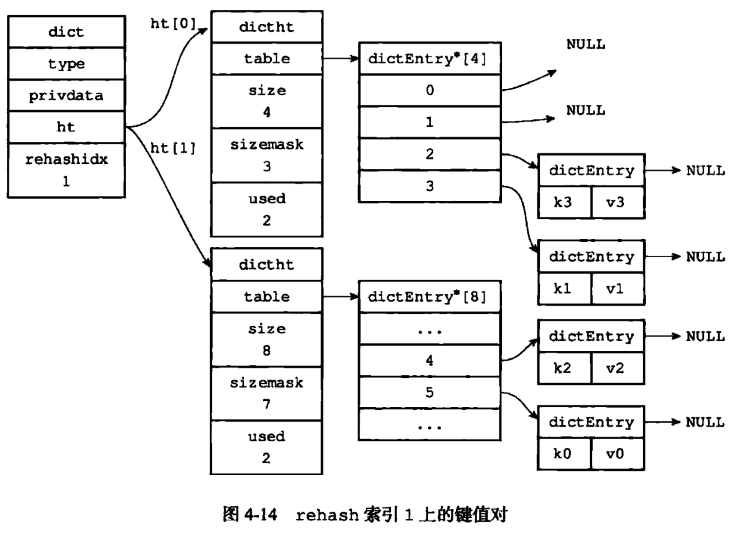 dict
type
privdata
ht
rehashidx
1
ht[0]
ht[1]
dictht
table
size
4
sizemask
3
used
2
dictEntry*[4]
0
1
2
3
NULL
NULL
dictEntry
NULL
k3 v3
dictEntry
NULL
k1 v1
dictht
table
size
8
sizemask
7
used
2
dictEntry*[8]
...
4
5
...
dictEntry
NULL
k2 v2
dictEntry
NULL
k0 v0
图 4-14 rehash 索引 1 上的键值对